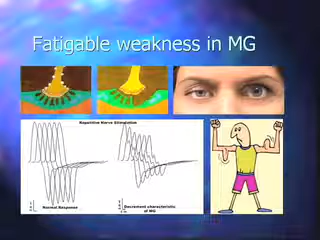 Fatigable weakness in MG
Repetitive Nerve Stimulation
Normal Response
Decrement characteristic
of MG